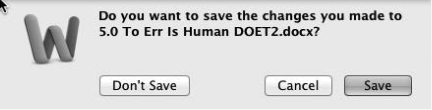 Do you want to save the changes you made to
5.0 To Err Is Human DOET2.docx?
Don't Save
Cancel
Save